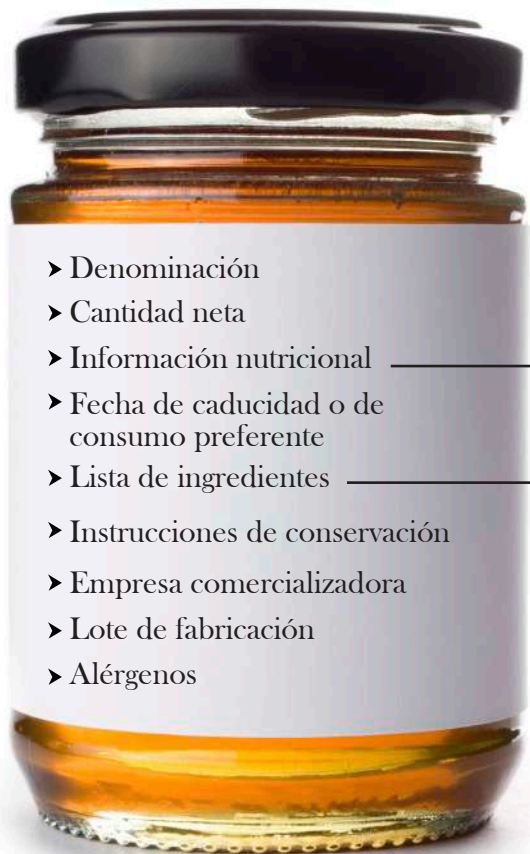 ➤ Denominación
➤ Cantidad neta
➤ Información nutricional
➤ Fecha de caducidad o de
consumo preferente
➤ Lista de ingredientes
➤ Instrucciones de conservación
➤ Empresa comercializadora
➤ Lote de fabricación
➤ Alérgenos